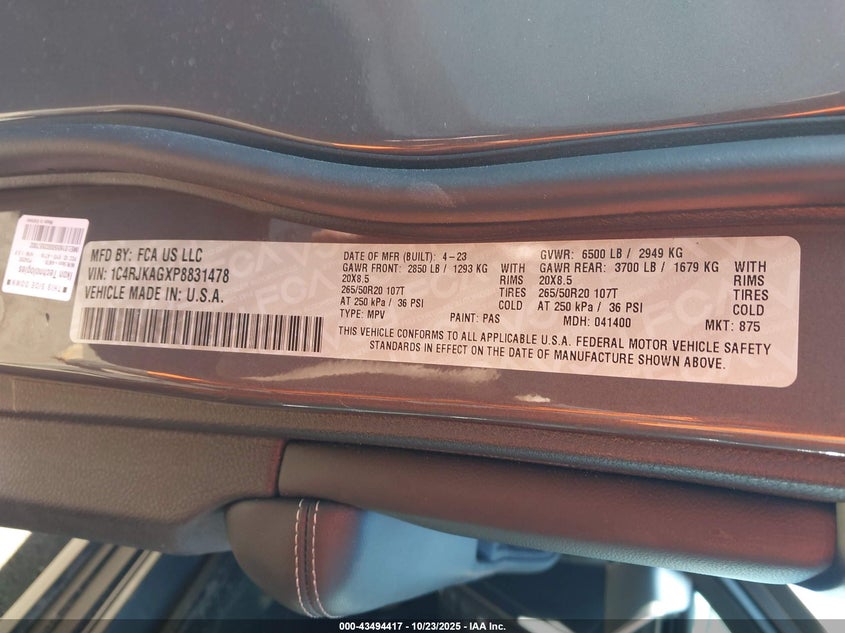 MFD BY: FCA US LLC
VIN: 1C4RJKAGXP8831478
VEHICLE MADE IN: U.S.A.
DATE OF MFR (BUILT): 4-23 GVWR: 6500 LB / 2949 KG
GAWR FRONT: 2850 LB / 1293 KG WITH GAWR REAR: 3700 LB / 1679 KG WITH
20X8.5 RIMS 20X8.5 RIMS
265/50R20 107T TIRES 265/50R20 107T TIRES
AT 250 kPa / 36 PSI COLD AT 250 kPa / 36 PSI COLD
TYPE: MPV PAINT: PAS MDH: 041400 MKT: 875
THIS VEHICLE CONFORMS TO ALL APPLICABLE U.S.A. FEDERAL MOTOR VEHICLE SAFETY
STANDARDS IN EFFECT ON THE DATE OF MANUFACTURE SHOWN ABOVE.
THIS SIDE DOWN
Ikon
Technologies
000-43494417 - 10/23/2025 - IAA Inc.